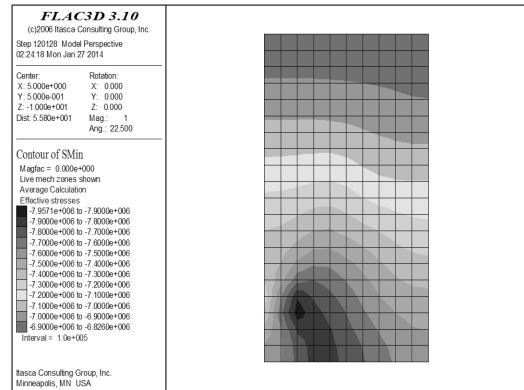 FLAC3D 3.10
(c)2006 Itasca Consulting Group, Inc.
Step 120128 Model Perspective
02:24:18 Mon Jan 27 2014
Center: Rotation:
X: 5.000e+000 X: 0.000
Y: 5.000e-001 Y: 0.000
Z: -1.000e+001 Z: 0.000
Dist: 5.580e+001 Mag.: 1
Ang.: 22.500
Contour of SMin
Magfac = 0.000e+000
Live mech zones shown
Average Calculation
Effective stresses
-7.9571e+006 to -7.9000e+006
-7.9000e+006 to -7.8000e+006
-7.8000e+006 to -7.7000e+006
-7.7000e+006 to -7.6000e+006
-7.6000e+006 to -7.5000e+006
-7.5000e+006 to -7.4000e+006
-7.4000e+006 to -7.3000e+006
-7.3000e+006 to -7.2000e+006
-7.2000e+006 to -7.1000e+006
-7.1000e+006 to -7.0000e+006
-7.0000e+006 to -6.9000e+006
-6.9000e+006 to -6.8260e+006
Interval = 1.0e+005
Itasca Consulting Group, Inc.
Minneapolis, MN USA